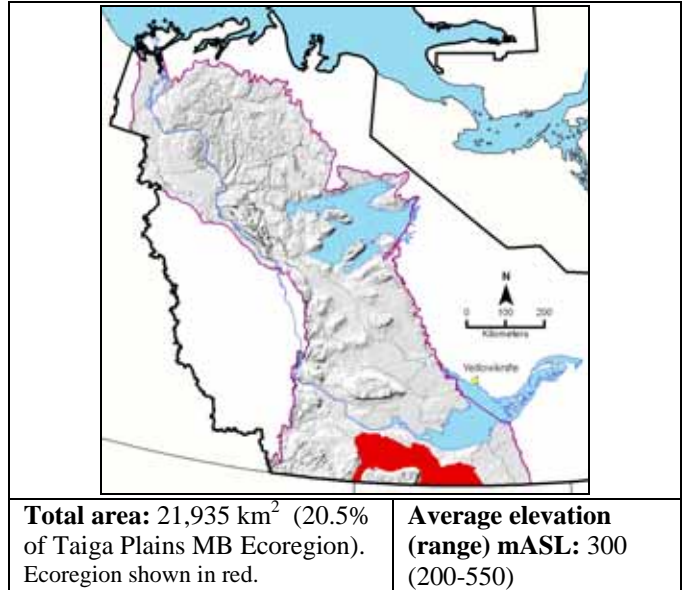 N
0 100 200
Kilometers
Yellowknife
Total area: 21,935 km² (20.5%
of Taiga Plains MB Ecoregion).
Ecoregion shown in red.
Average elevation
(range) mASL: 300
(200-550)